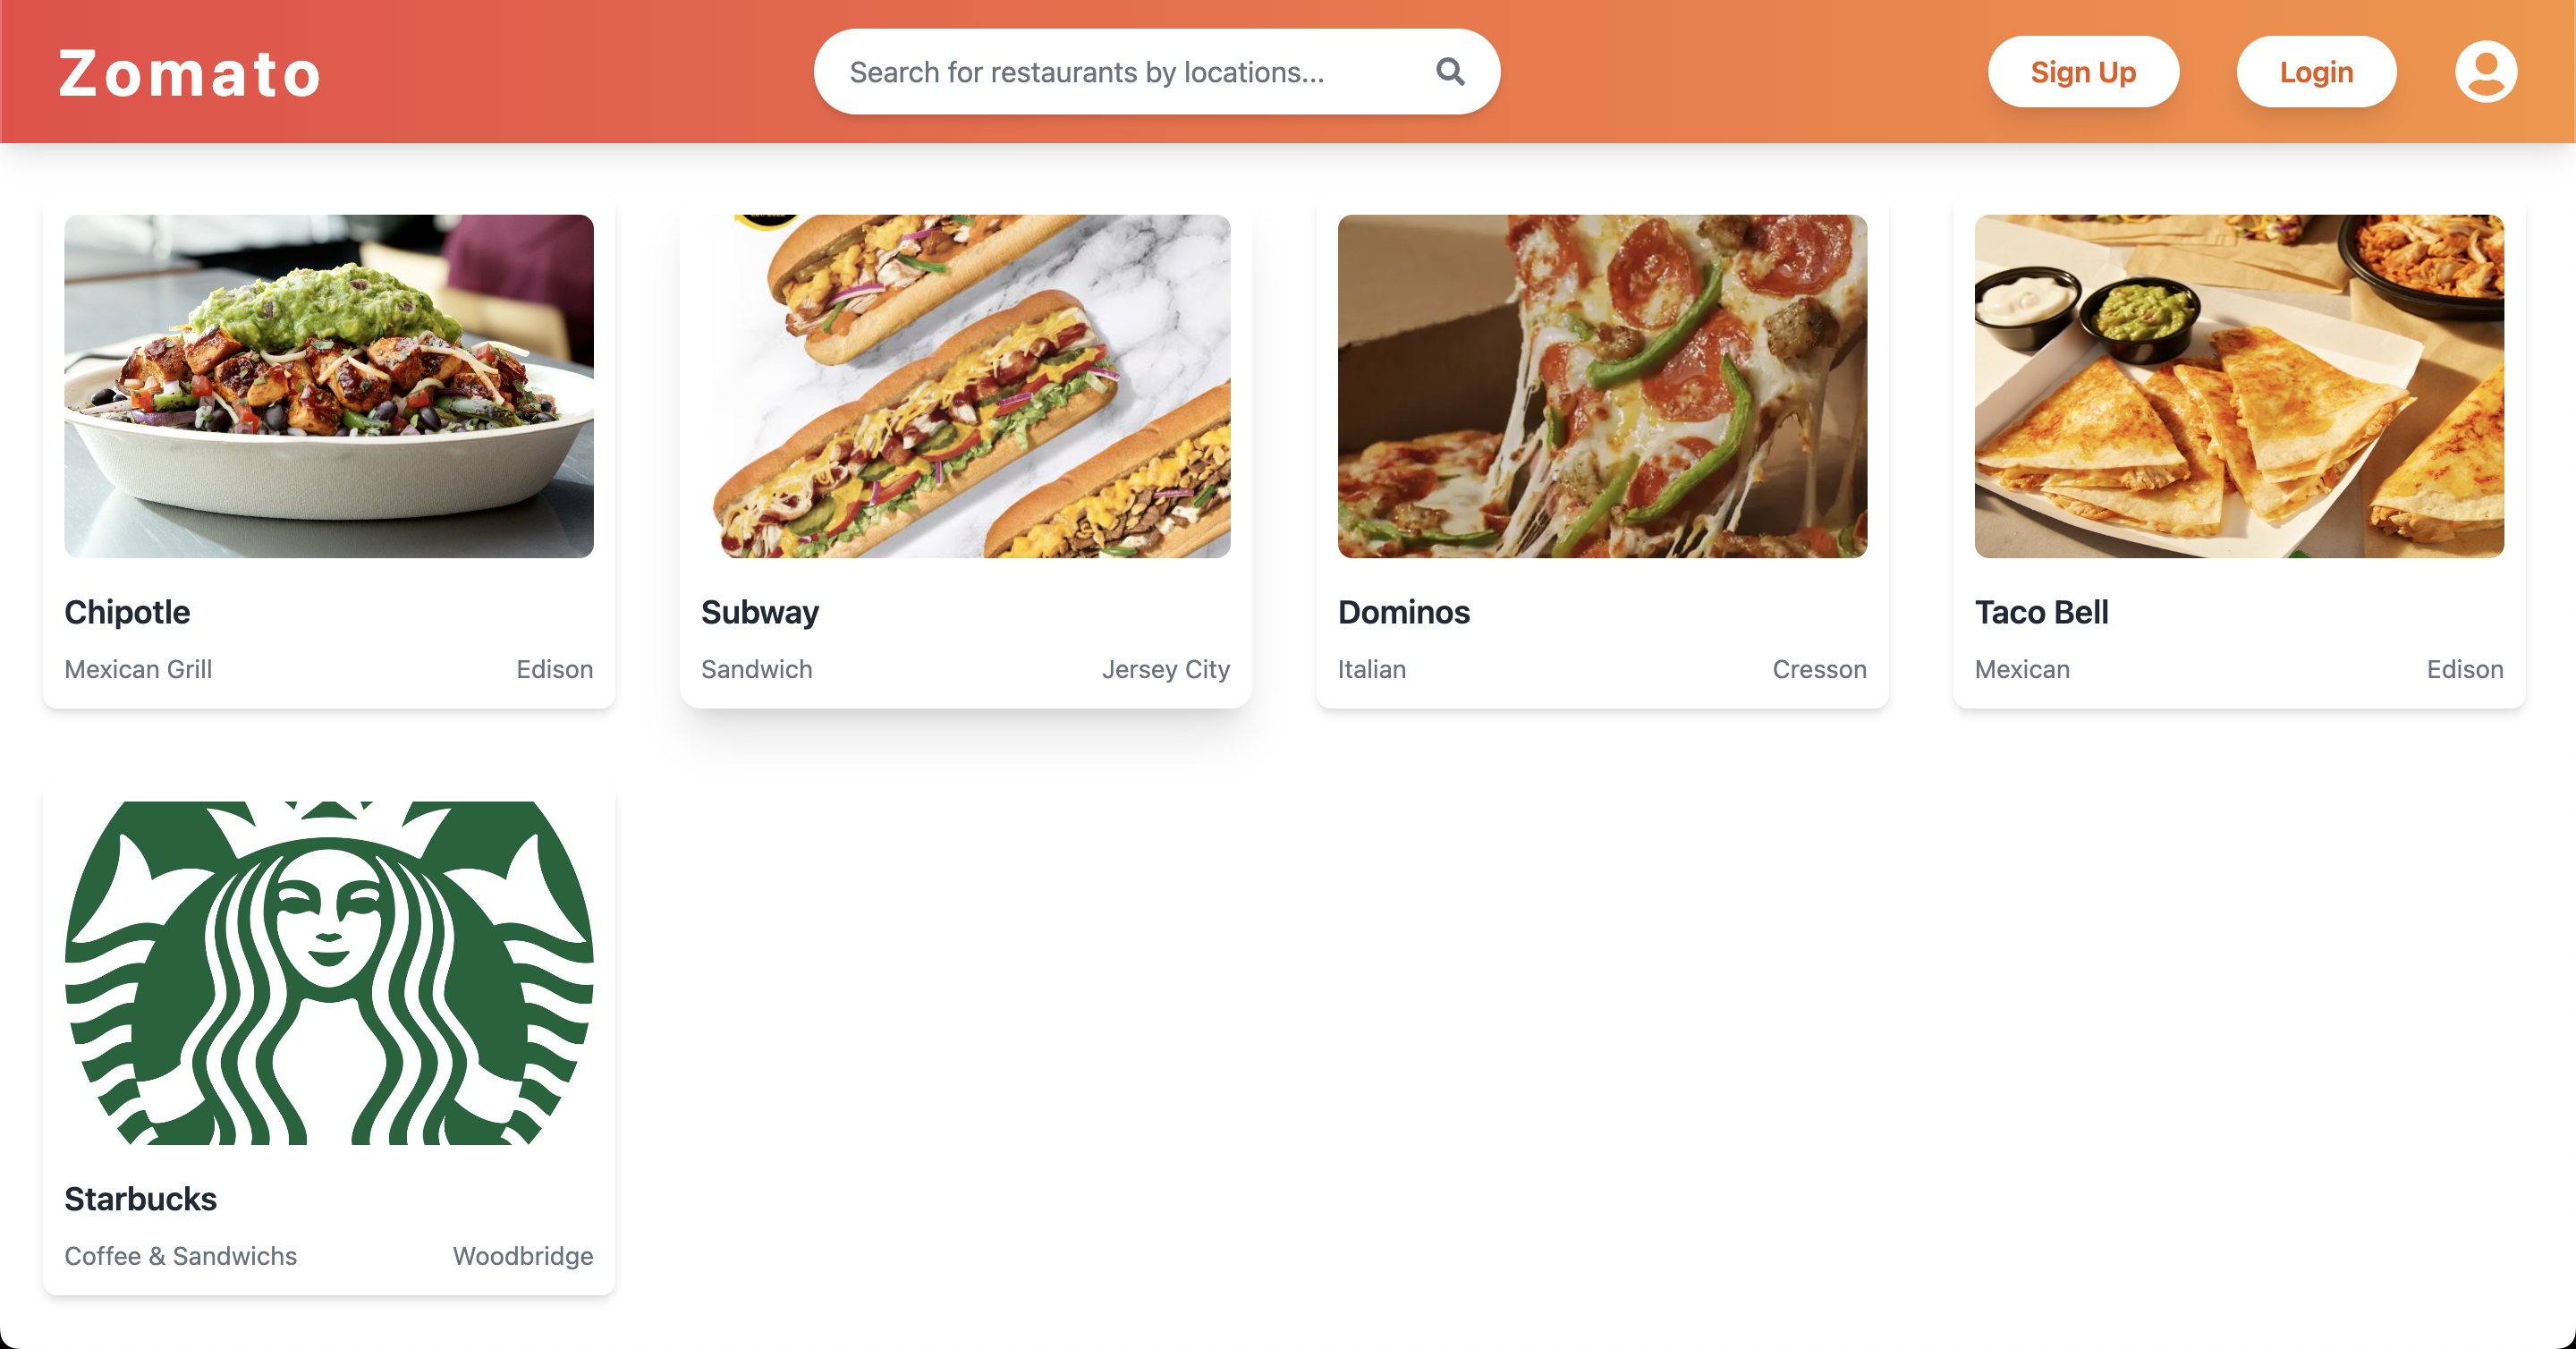 Zomato
Search for restaurants by locations...
Sign Up
Login
Chipotle
Mexican Grill Edison
Subway
Sandwich Jersey City
Dominos
Italian Cresson
Taco Bell
Mexican Edison
Starbucks
Coffee & Sandwichs Woodbridge